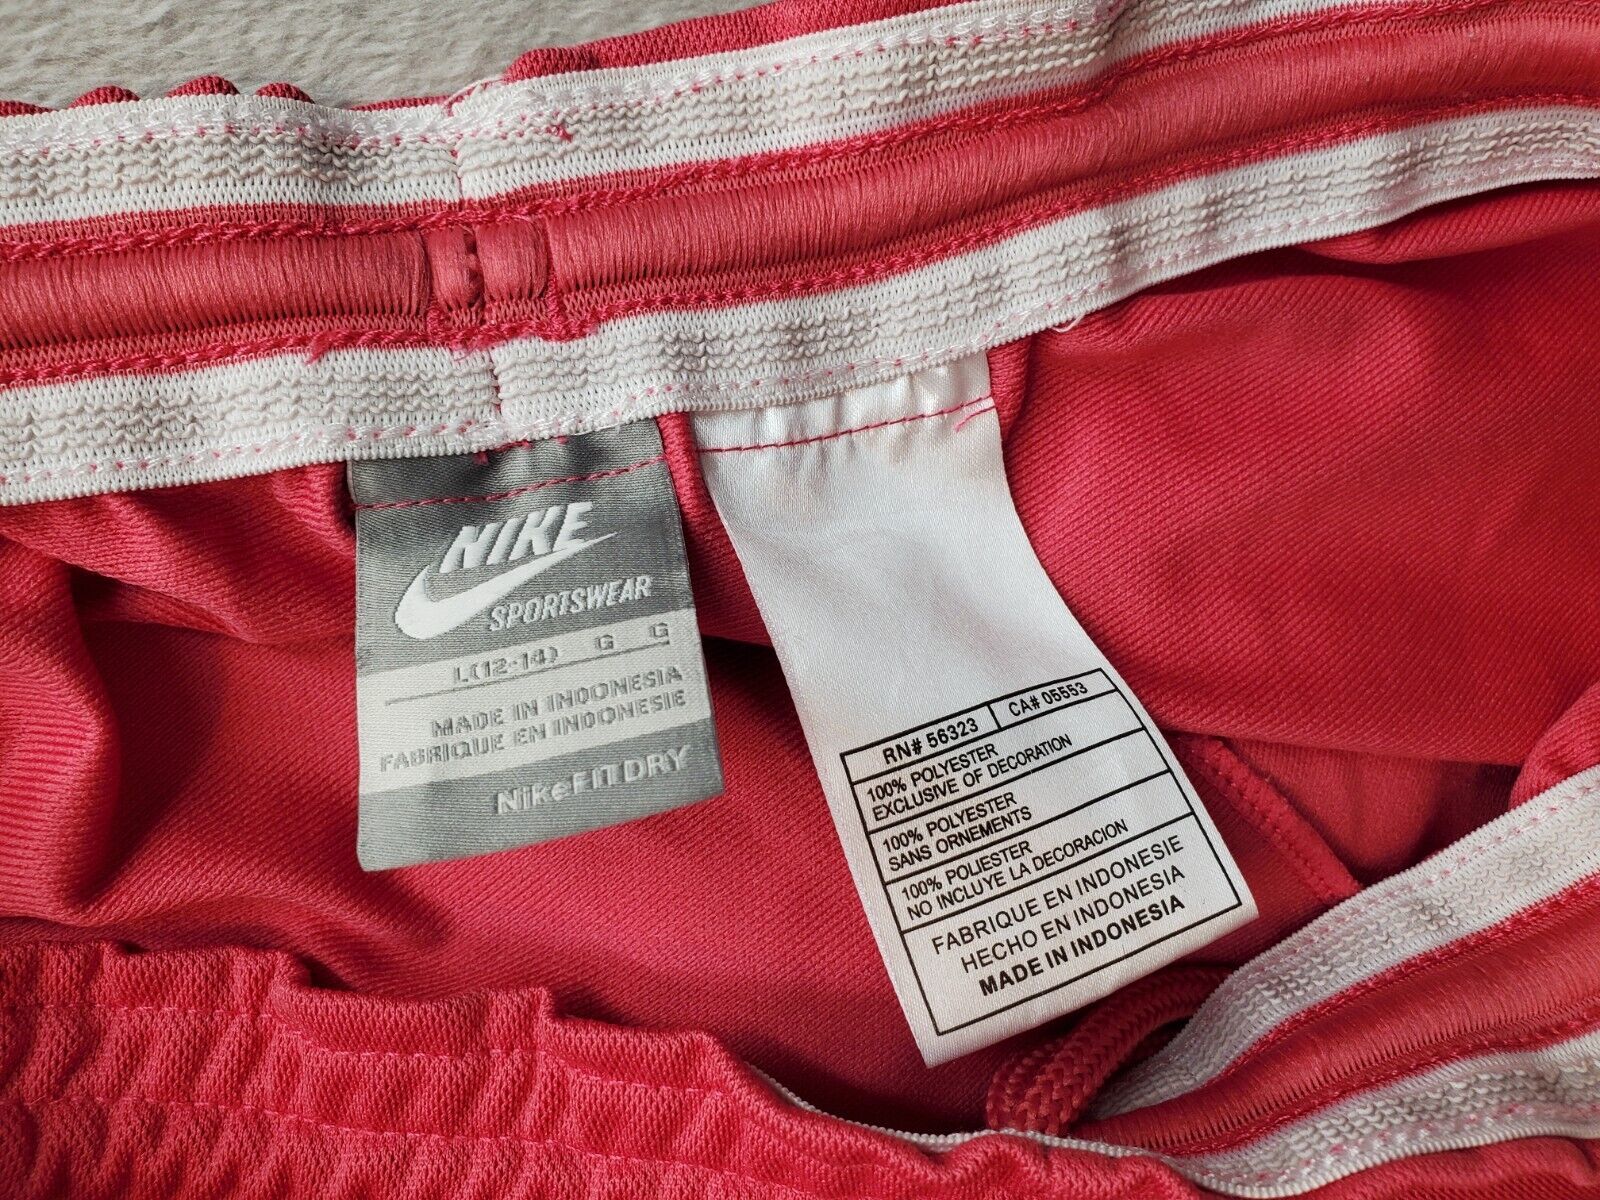 NIKE
SPORTSWEAR
L(12-14) G G
MADE IN INDONESIA
FABRIQUE EN INDONESIE
NikeFITDRY
RN# 56323 CA# 05553
100% POLYESTER
EXCLUSIVE OF DECORATION
100% POLYESTER
SANS ORNEMENTS
100% POLIESTER
NO INCLUYE LA DECORACION
FABRIQUE EN INDONESIE
HECHO EN INDONESIA
MADE IN INDONESIA